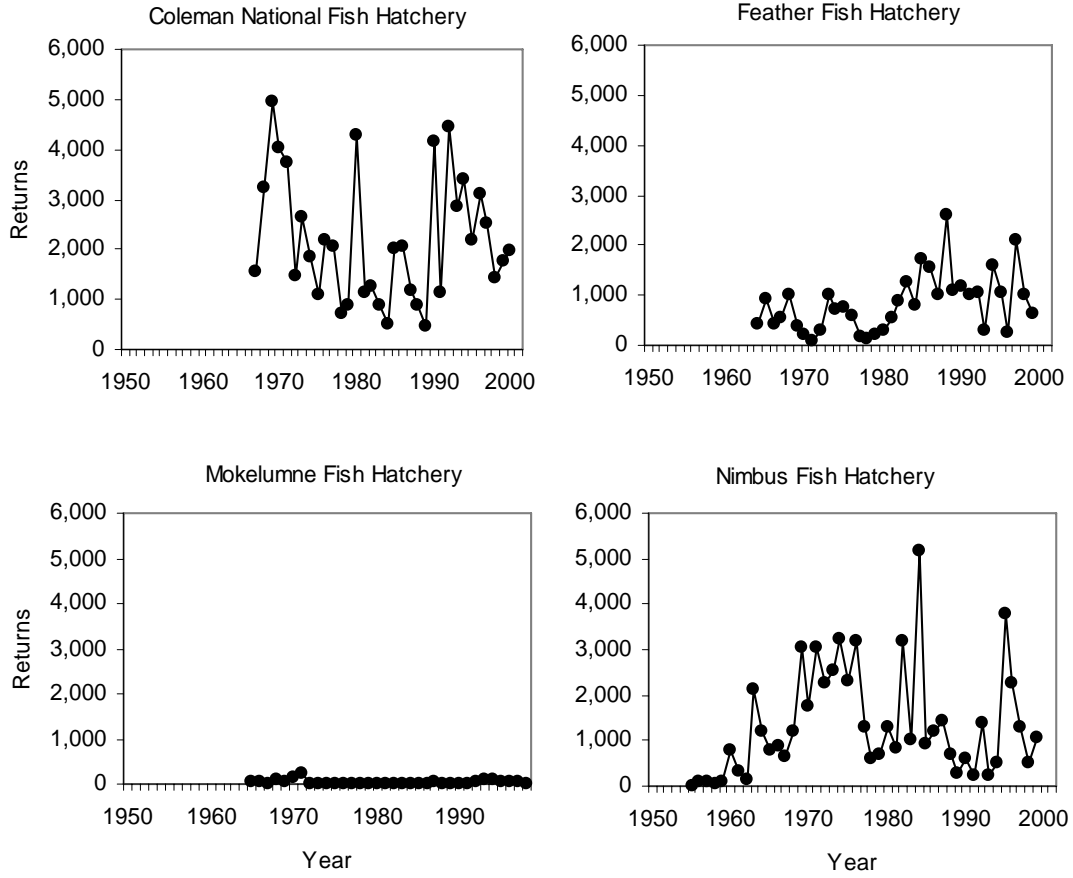 Coleman National Fish Hatchery
6,000
5,000
4,000
3,000
2,000
1,000
0
Returns
1950 1960 1970 1980 1990 2000
Feather Fish Hatchery
6,000
5,000
4,000
3,000
2,000
1,000
0
1950 1960 1970 1980 1990 2000
Mokelumne Fish Hatchery
6,000
5,000
4,000
3,000
2,000
1,000
0
Returns
1950 1960 1970 1980 1990
Year
Nimbus Fish Hatchery
6,000
5,000
4,000
3,000
2,000
1,000
0
1950 1960 1970 1980 1990 2000
Year